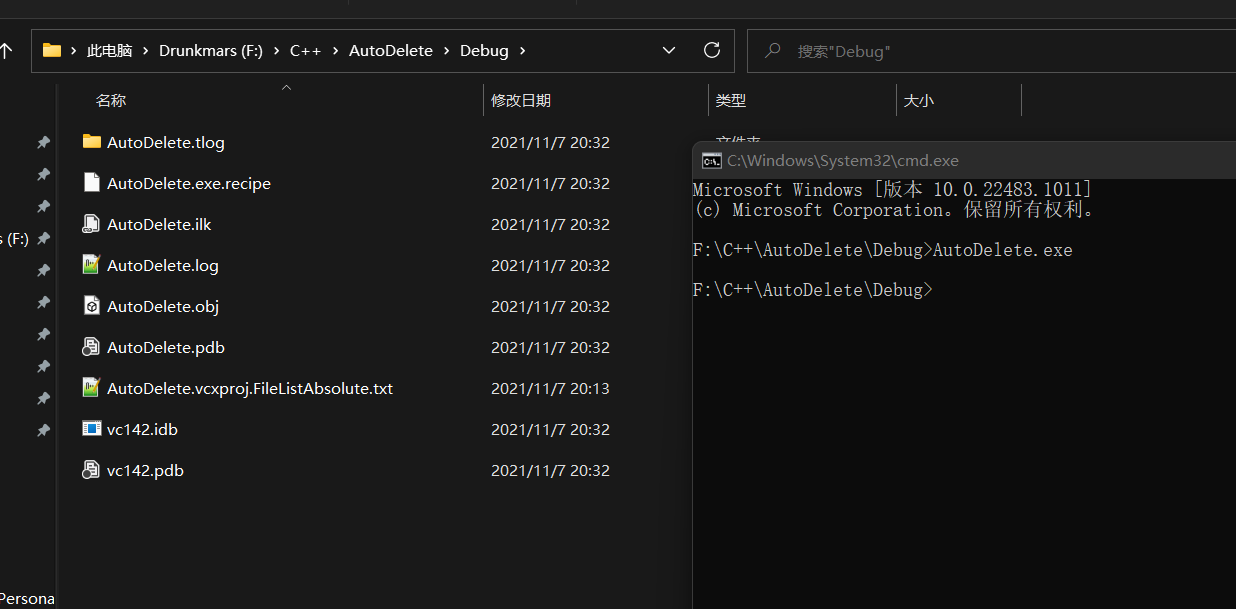 此电脑 > Drunkmars (F:) > C++ > AutoDelete > Debug >
搜索"Debug"
名称 修改日期 类型 大小
AutoDelete.tlog 2021/11/7 20:32 文件夹
AutoDelete.exe.recipe 2021/11/7 20:32
AutoDelete.ilk 2021/11/7 20:32
s (F:)
AutoDelete.log 2021/11/7 20:32
AutoDelete.obj 2021/11/7 20:32
AutoDelete.pdb 2021/11/7 20:32
AutoDelete.vcxproj.FileListAbsolute.txt 2021/11/7 20:13
vc142.idb 2021/11/7 20:32
vc142.pdb 2021/11/7 20:32
Persona
C:\Windows\System32\cmd.exe
Microsoft Windows [版本 10.0.22483.1011]
(c) Microsoft Corporation。保留所有权利。
F:\C++\AutoDelete\Debug>AutoDelete.exe
F:\C++\AutoDelete\Debug>